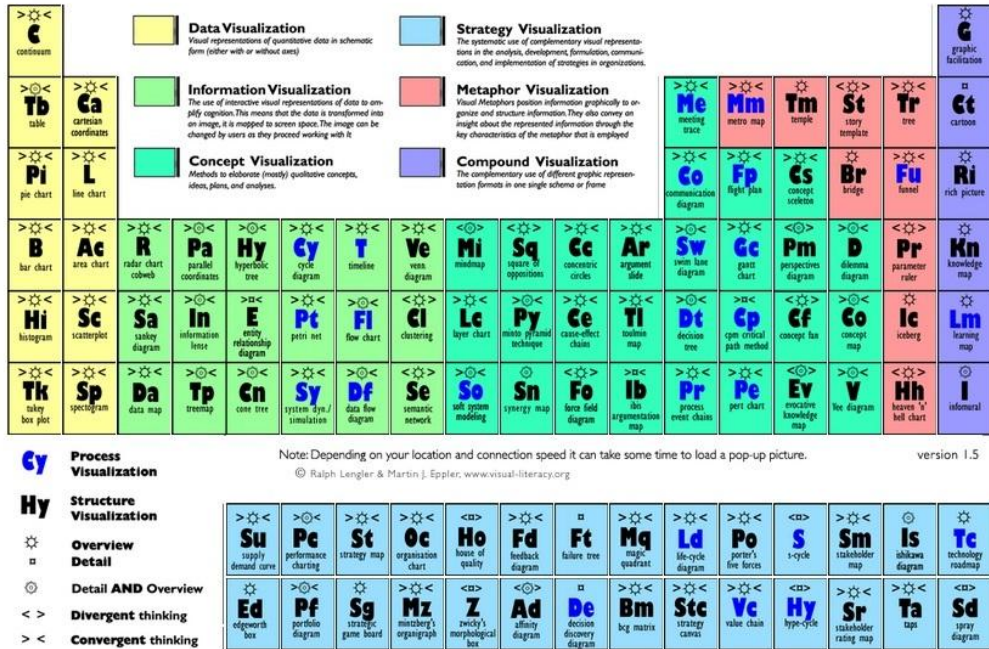 C
continuum
Data Visualization
Visual representations of quantitative data in schematic
form (either with or without axes)
Strategy Visualization
The systematic use of complementary visual representa-
tions in the analysis, development, formulation, communi-
cation, and implementation of strategies in organizations.
G
graphic
facilitation
Tb Ca
table cartesian
coordinates
Information Visualization
The use of interactive visual representations of data to am-
plify cognition. This means that the data is transformed into
an image, it is mapped to screen space. The image can be
changed by users as they proceed working with it
Metaphor Visualization
Visual Metaphors position information graphically to or-
ganize and structure information. They also convey an
insight about the represented information through the
key characteristics of the metaphor that is employed
Me Mm Tm St Tr Ct
meeting metro map temple story tree cartoon
trace template
Pi L
pie chart line chart
Concept Visualization
Methods to elaborate (mostly) qualitative concepts,
ideas, plans, and analyses.
Compound Visualization
The complementary use of different graphic represen-
tation formats in one single schema or frame
Co Fp Cs Br Fu Ri
communication flight plan concept bridge funnel rich picture
diagram sceleton
B Ac R Pa Hy Cy T Ve Mi Sq Cc Ar Sw Gc Pm D Pr Kn
bar chart area chart radar chart parallel hyperbolic cycle timeline venn mindmap square of concentric argument swim lane gantt perspectives dilemma parameter knowledge
cobweb coordinates tree diagram diagram oppositions circles slide diagram chart diagram diagram ruler map
Hi Sc Sa In E Pt Fl Cl Lc Py Ce Tl Dt Cp Cf Co Ic Lm
histogram scatterplot sankey information entity petri net flow chart clustering layer chart minto pyramid cause-effect toulmin decision cpm critical concept fan concept iceberg learning
diagram lense relationship technique chains map tree path method map map
diagram
Tk Sp Da Tp Cn Sy Df Se So Sn Fo Ib Pr Pe Ev V Hh I
tukey spectogram data map treemap cone tree system dyn./ data flow semantic soft system synergy map force field ibis process pert chart evocative Vee diagram heaven 'n' infomural
box plot simulation diagram network modeling diagram argumentation event chains knowledge hell chart
map map
Cy Process
Visualization
Note: Depending on your location and connection speed it can take some time to load a pop-up picture.
version 1.5
© Ralph Lengler & Martin J. Eppler, www.visual-literacy.org
Hy Structure
Visualization
Overview
Detail
Detail AND Overview
< > Divergent thinking
> < Convergent thinking
Su Pc St Oc Ho Fd Ft Mq Ld Po S Sm Is Tc
supply performance strategy map organisation house of feedback failure tree magic life-cycle porter's s-cycle stakeholder ishikawa technology
demand curve charting chart quality diagram quadrant diagram five forces map diagram roadmap
Ed Pf Sg Mz Z Ad De Bm Stc Vc Hy Sr Ta Sd
edgeworth portfolio strategic mintzberg's zwicky's affinity decision bcg matrix strategy value chain hype-cycle stakeholder taps spray
box diagram game board organigraph morphological diagram discovery canvas rating map diagram
box diagram